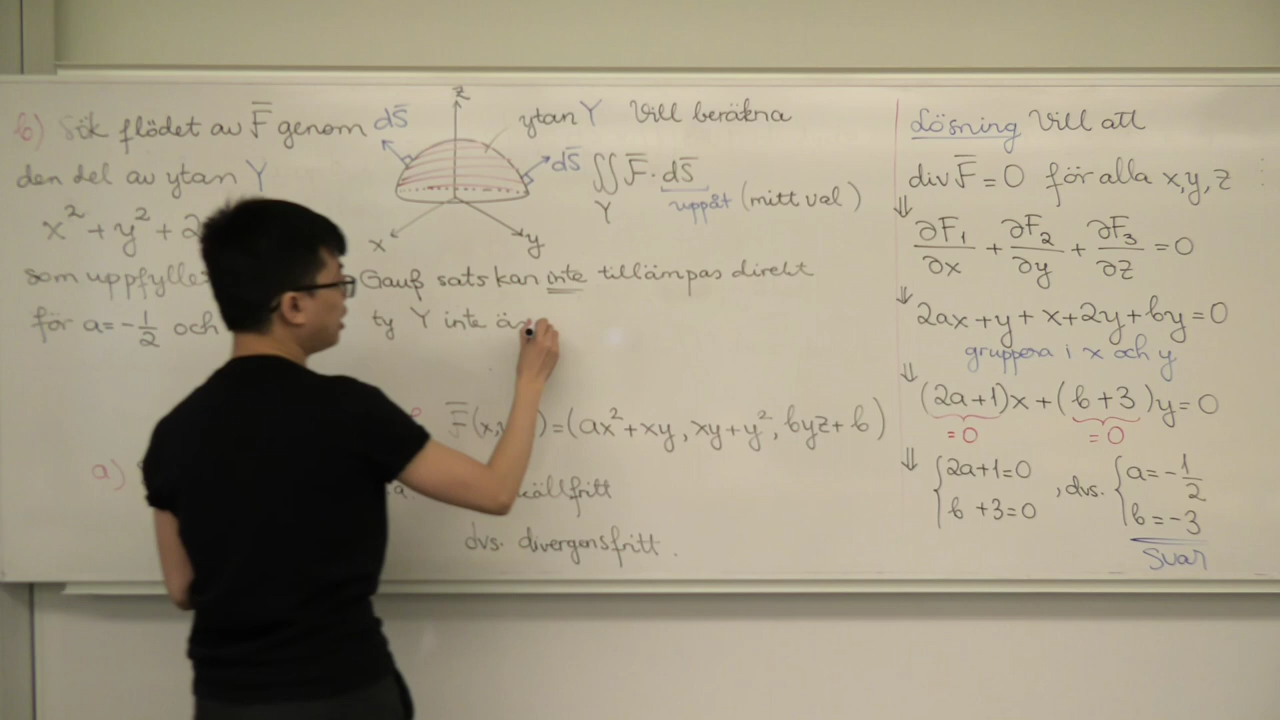 b) Sök flödet av F̅ genom
den del av ytan Y
x² + y² + 2
som uppfyller
för a = -1/2 och
z
dS̅
ytan Y
dS̅
x
y
Vill beräkna
∬ F̅ · dS̅
Y
uppåt (mitt val)
Gauß sats kan inte tillämpas direkt
ty Y inte är
F̅(x, ) = (ax² + xy, xy + y², byz + b)
a)
källfritt
dvs. divergensfritt.
Lösning Vill att
div F̅ = 0 för alla x, y, z
⇓ ∂F₁/∂x + ∂F₂/∂y + ∂F₃/∂z = 0
⇓ 2ax + y + x + 2y + by = 0
gruppera i x och y
⇓ (2a+1)x + (b+3)y = 0
=0 =0
⇓ { 2a+1=0 , dvs. { a = -1/2
b +3=0 b = -3
Svar